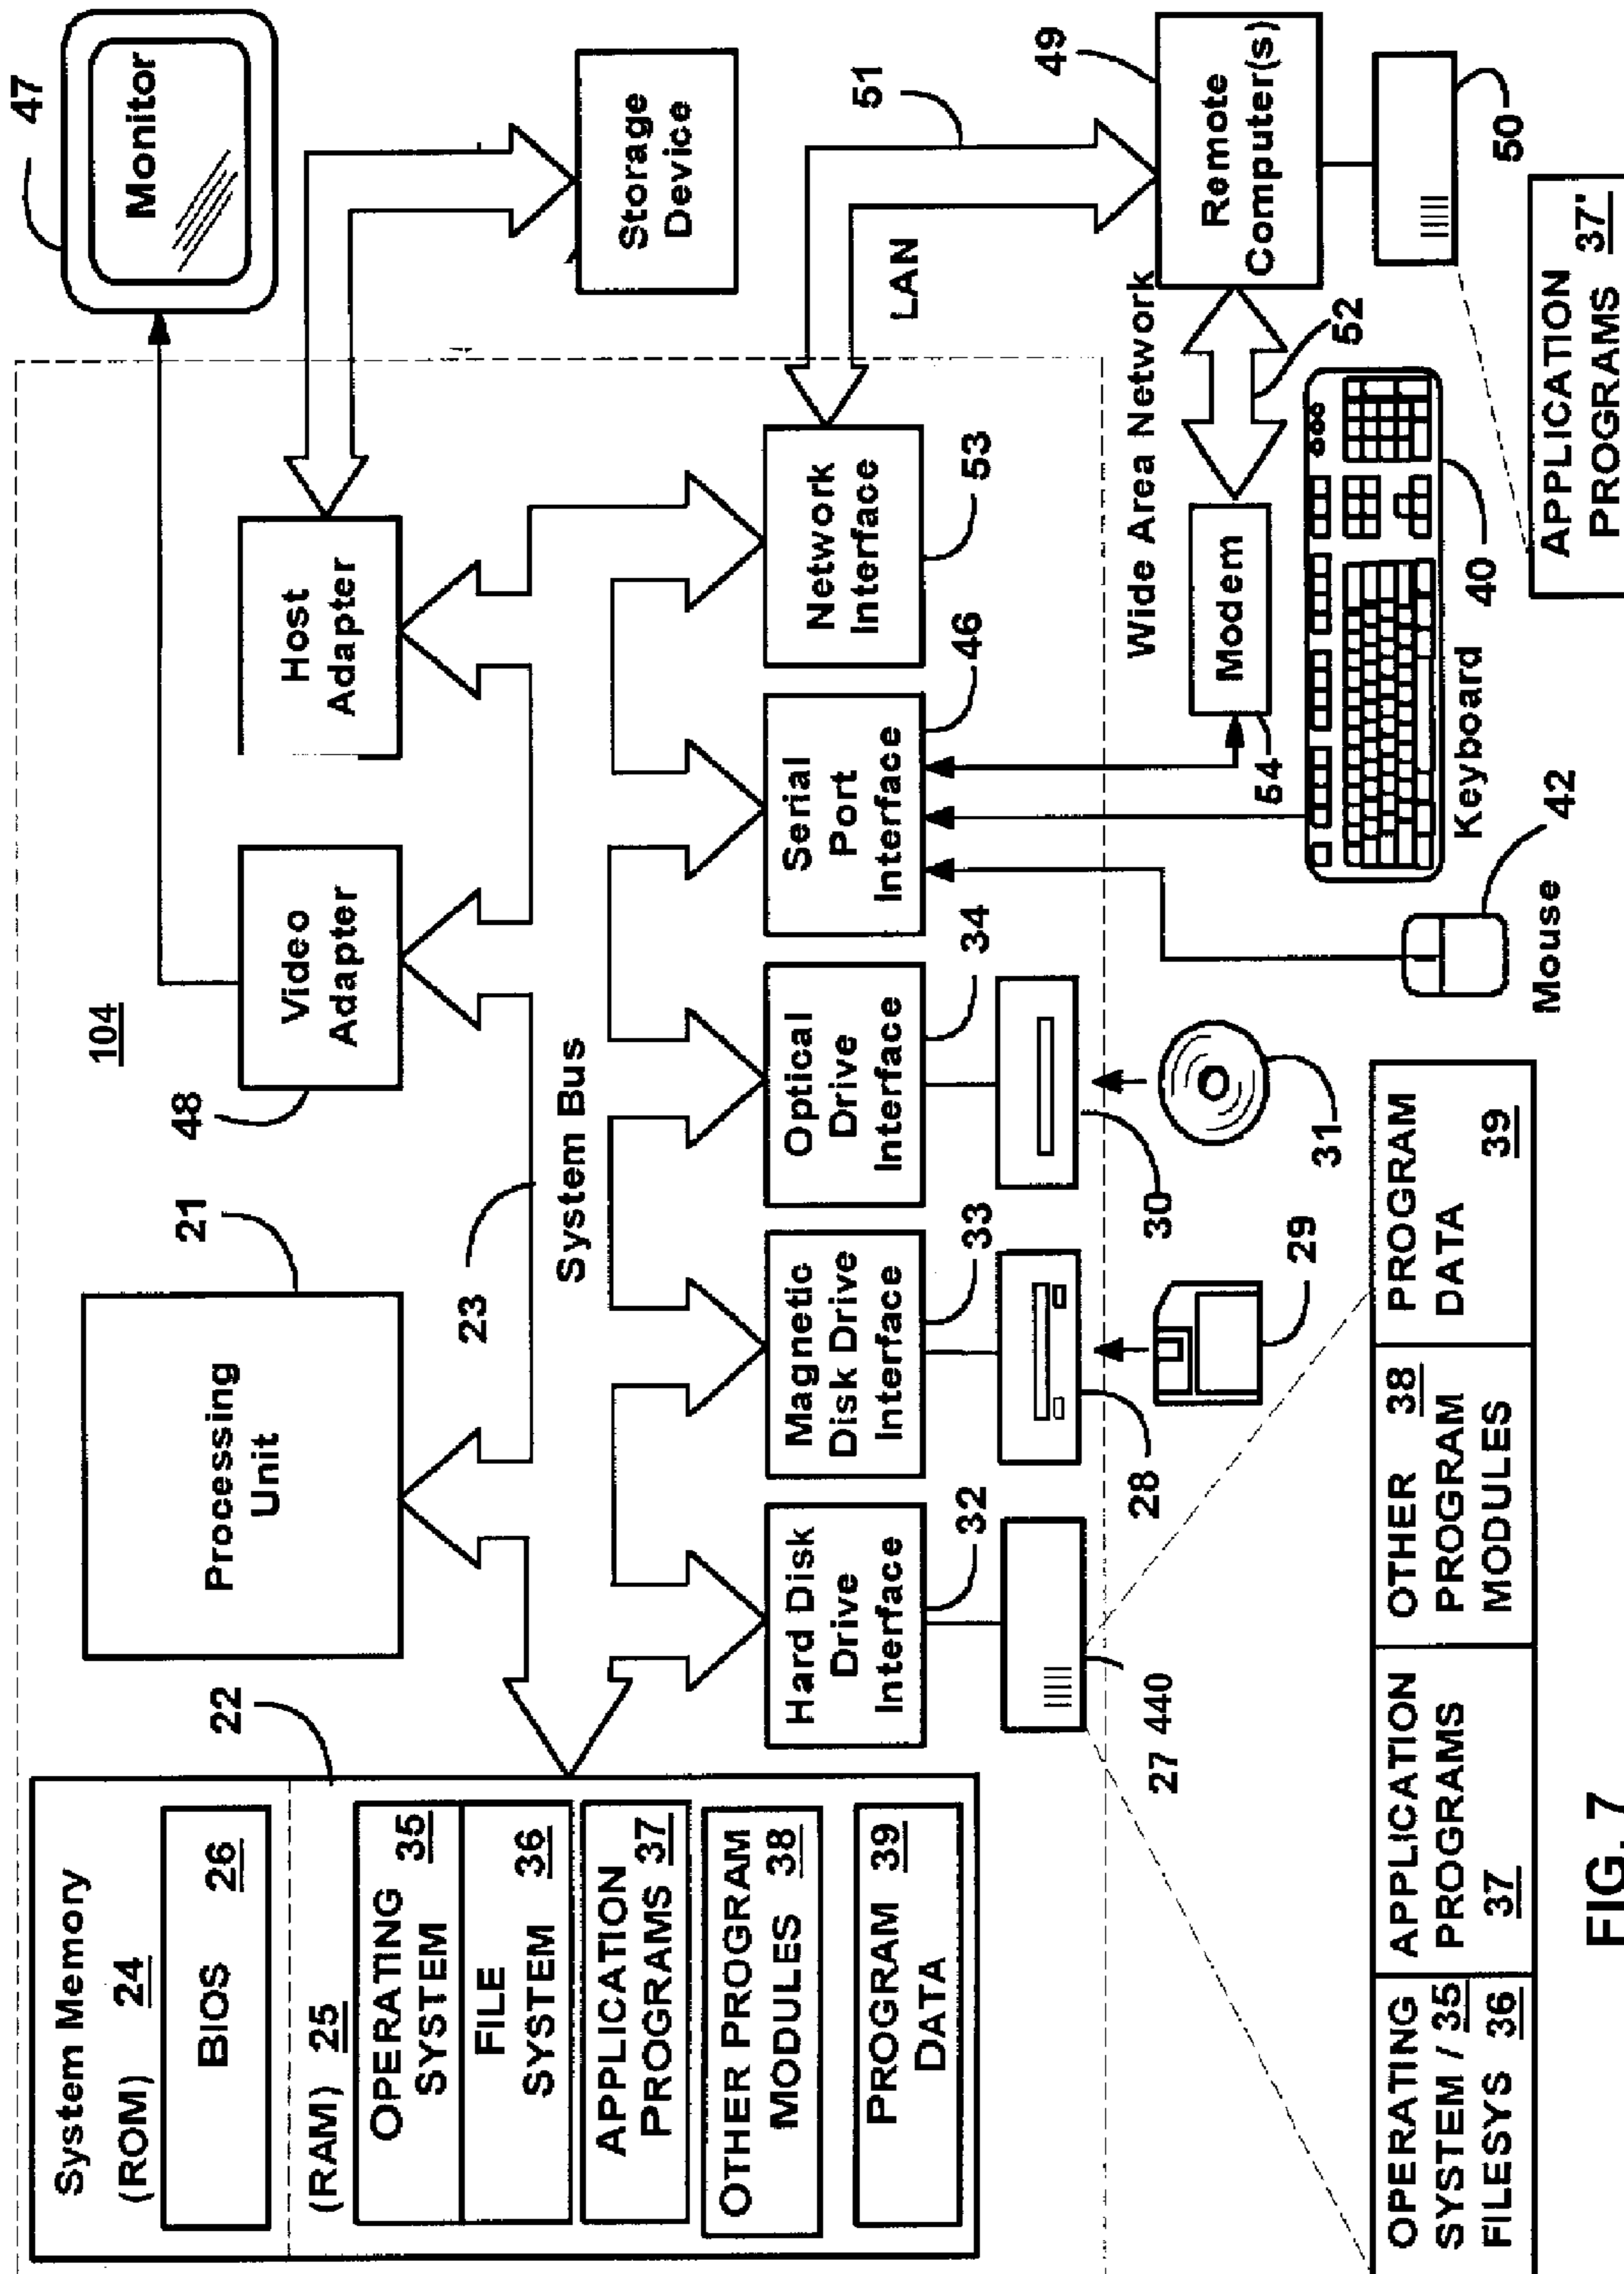 System Memory
(ROM) 24
BIOS 26
(RAM) 25
OPERATING
SYSTEM 35
FILE
SYSTEM 36
APPLICATION
PROGRAMS 37
OTHER PROGRAM
MODULES 38
PROGRAM 39
DATA
22
Processing
Unit
21
104
Video
Adapter
48
Host
Adapter
47
Monitor
Storage
Device
23
System Bus
Hard Disk
Drive
Interface
32
Magnetic
Disk Drive
Interface
33
Optical
Drive
Interface
34
Serial
Port
Interface
46
Network
Interface
53
LAN
51
27 440
28
29
30
31
Wide Area Network
Modem
54
52
Remote
Computer(s)
49
50
Mouse
42
Keyboard
40
OPERATING
SYSTEM / 35
FILESYS 36
APPLICATION
PROGRAMS
37
OTHER 38
PROGRAM
MODULES
PROGRAM
DATA
39
APPLICATION
PROGRAMS 37'
FIG. 7